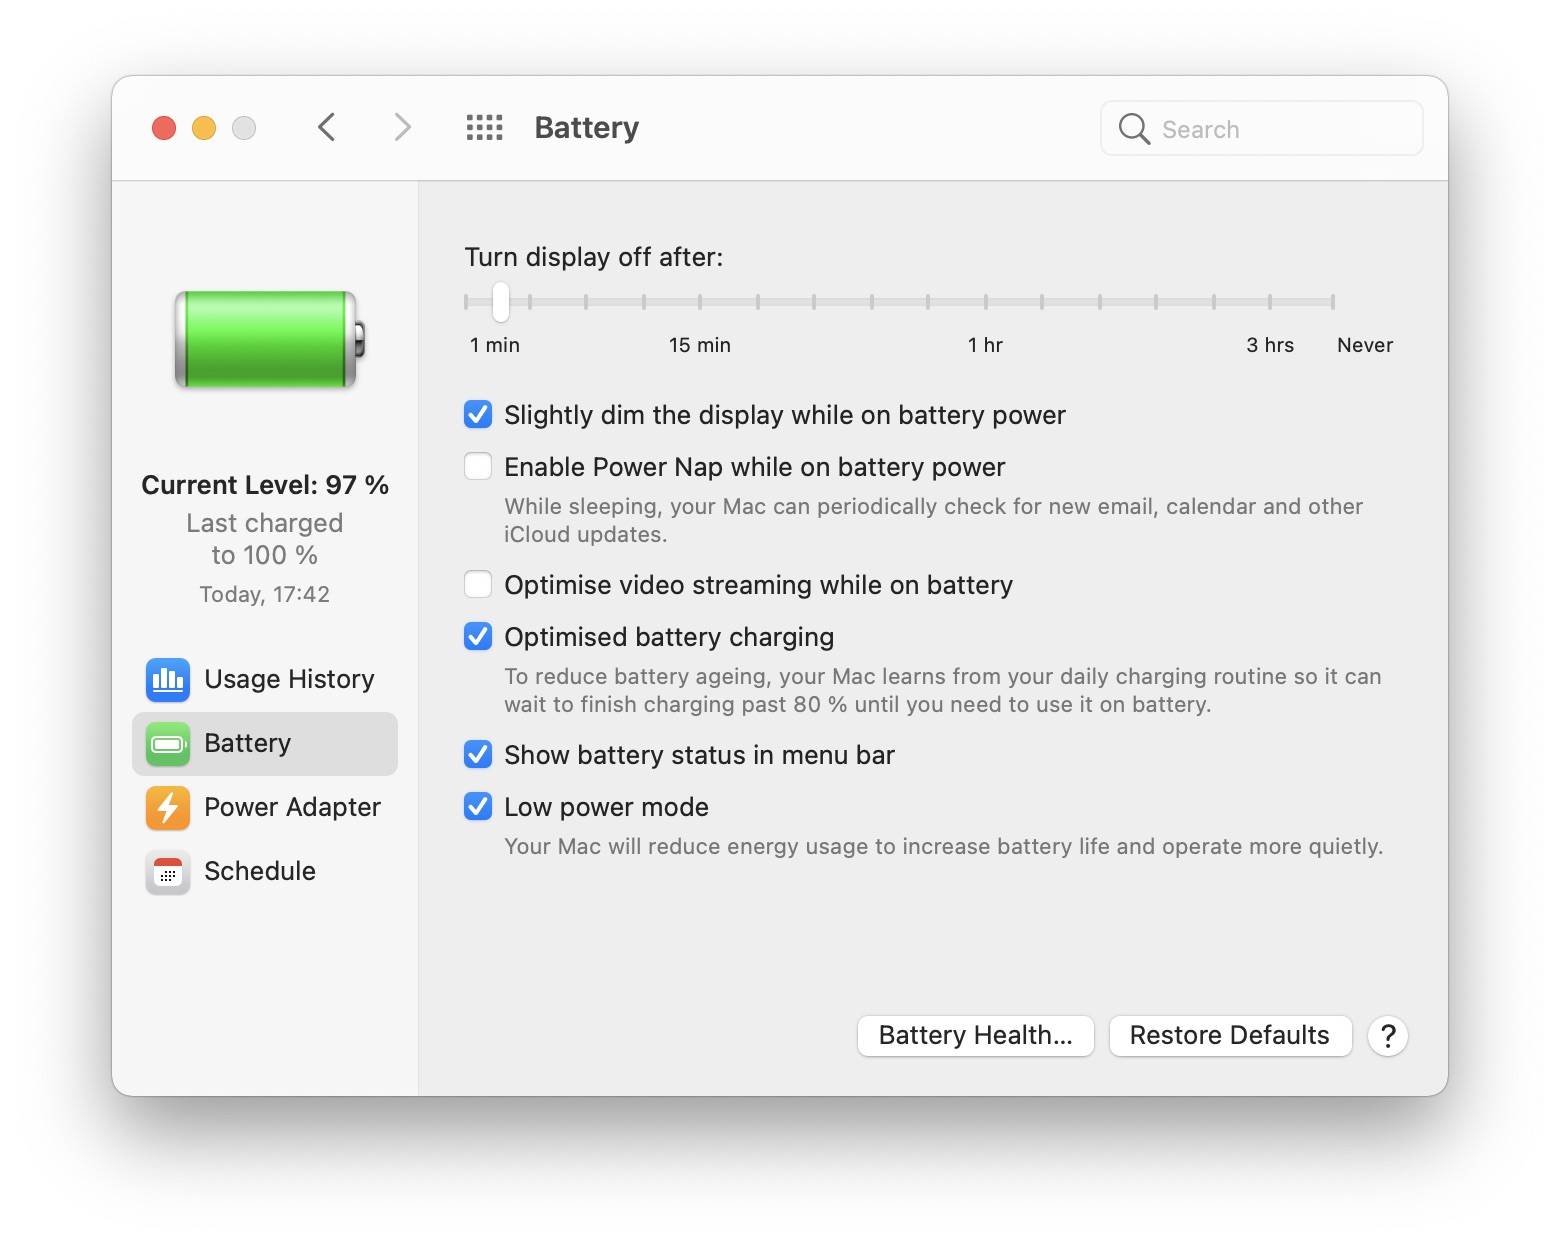 Battery
Search
Current Level: 97 %
Last charged
to 100 %
Today, 17:42
Usage History
Battery
Power Adapter
Schedule
Turn display off after:
1 min 15 min 1 hr 3 hrs Never
Slightly dim the display while on battery power
Enable Power Nap while on battery power
While sleeping, your Mac can periodically check for new email, calendar and other
iCloud updates.
Optimise video streaming while on battery
Optimised battery charging
To reduce battery ageing, your Mac learns from your daily charging routine so it can
wait to finish charging past 80 % until you need to use it on battery.
Show battery status in menu bar
Low power mode
Your Mac will reduce energy usage to increase battery life and operate more quietly.
Battery Health... Restore Defaults ?